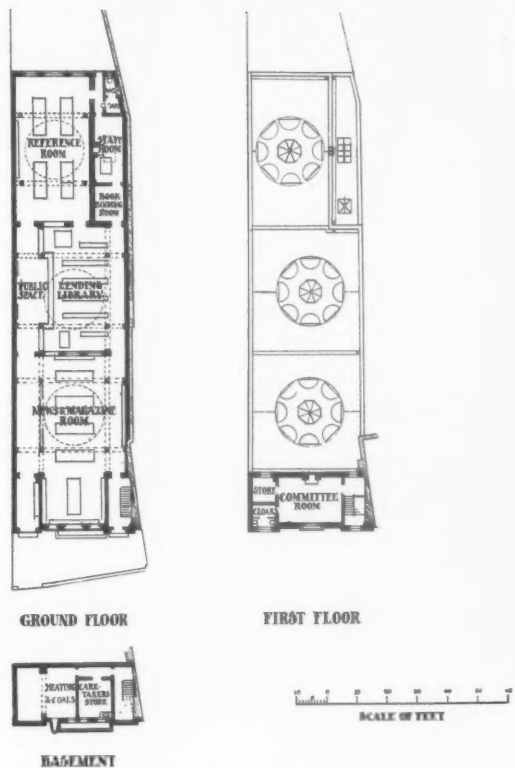 REFERENCE
ROOM
STAFF
ROOM
BOOK
BINDING
ROOM
PUBLIC
SPACE
LENDING
LIBRARY
NEWS & MAGAZINE
ROOM
GROUND FLOOR
STORE
CLOAKS
COMMITTEE
ROOM
FIRST FLOOR
HEATING
& COALS
CARE-
TAKERS
STORE
BASEMENT
SCALE OF FEET